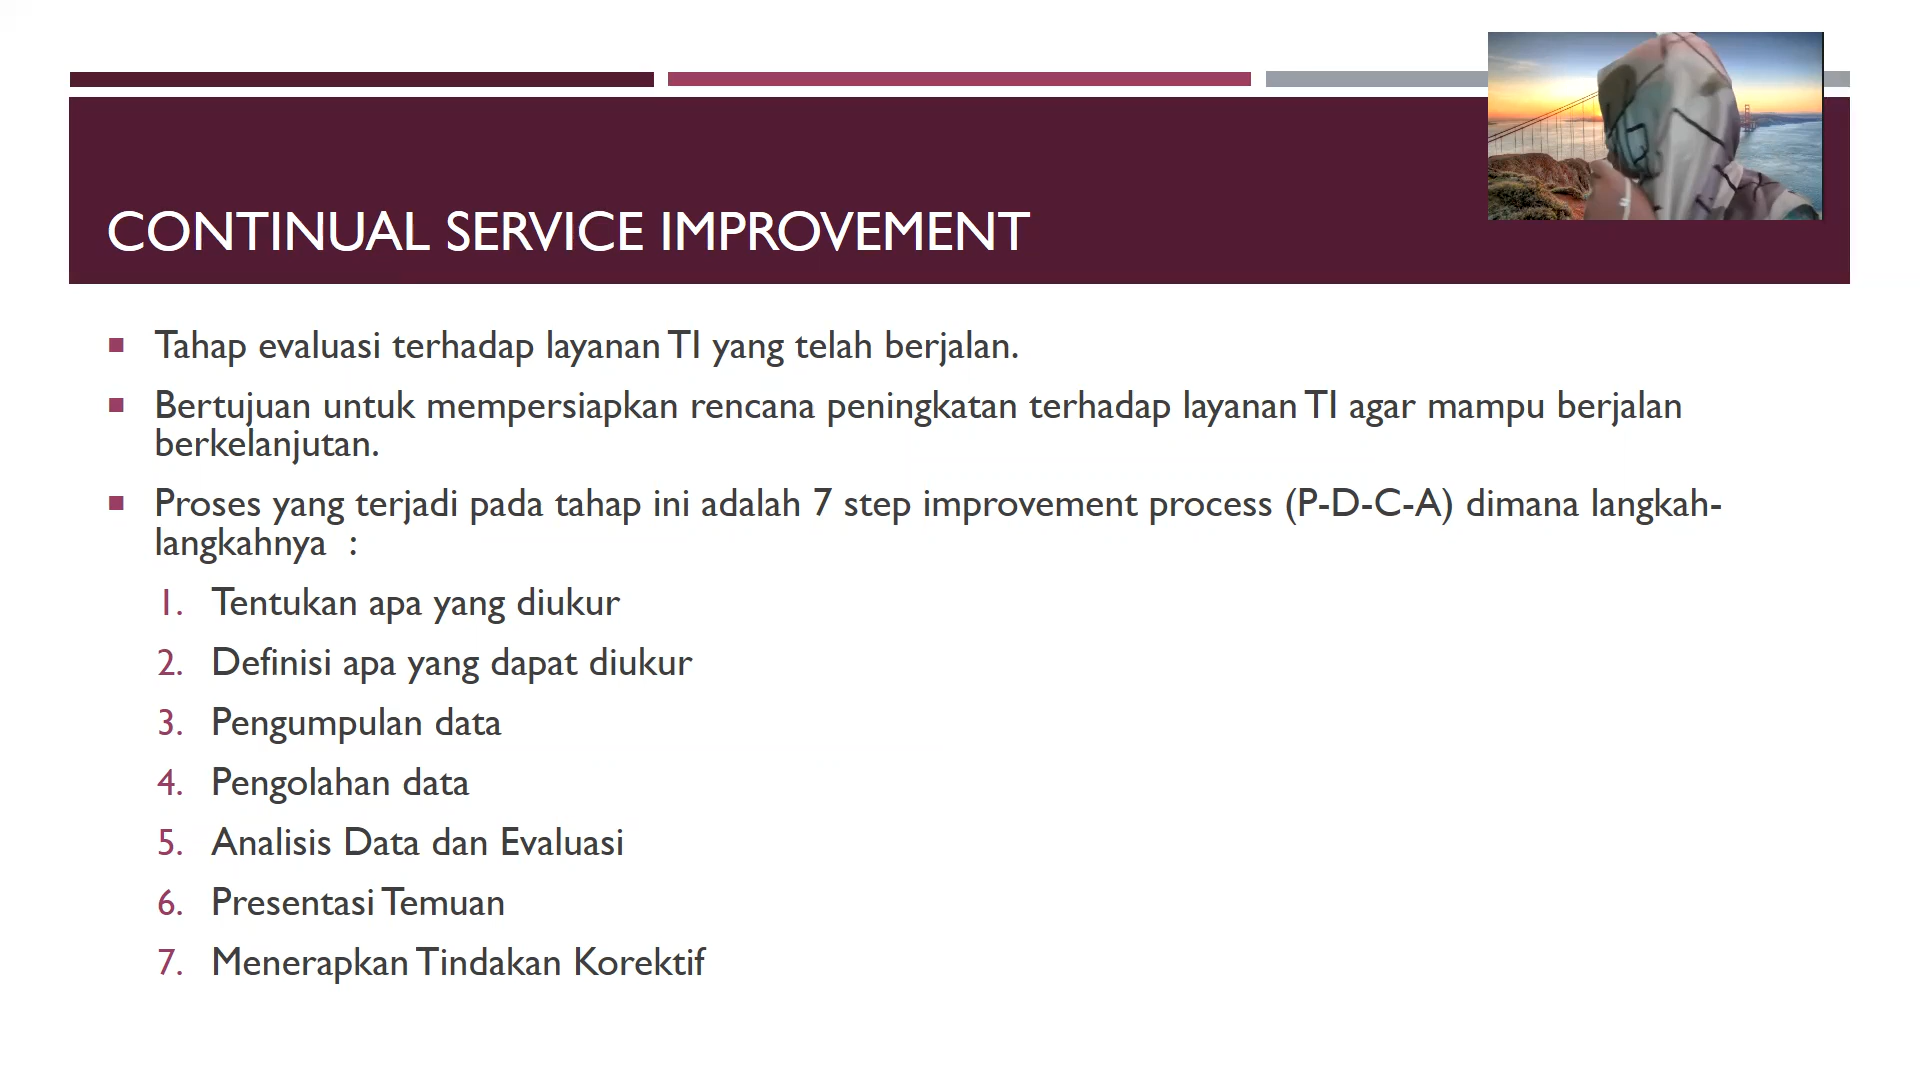 CONTINUAL SERVICE IMPROVEMENT
Tahap evaluasi terhadap layanan TI yang telah berjalan.
Bertujuan untuk mempersiapkan rencana peningkatan terhadap layanan TI agar mampu berjalan
berkelanjutan.
Proses yang terjadi pada tahap ini adalah 7 step improvement process (P-D-C-A) dimana langkah-
langkahnya :
1. Tentukan apa yang diukur
2. Definisi apa yang dapat diukur
3. Pengumpulan data
4. Pengolahan data
5. Analisis Data dan Evaluasi
6. Presentasi Temuan
7. Menerapkan Tindakan Korektif